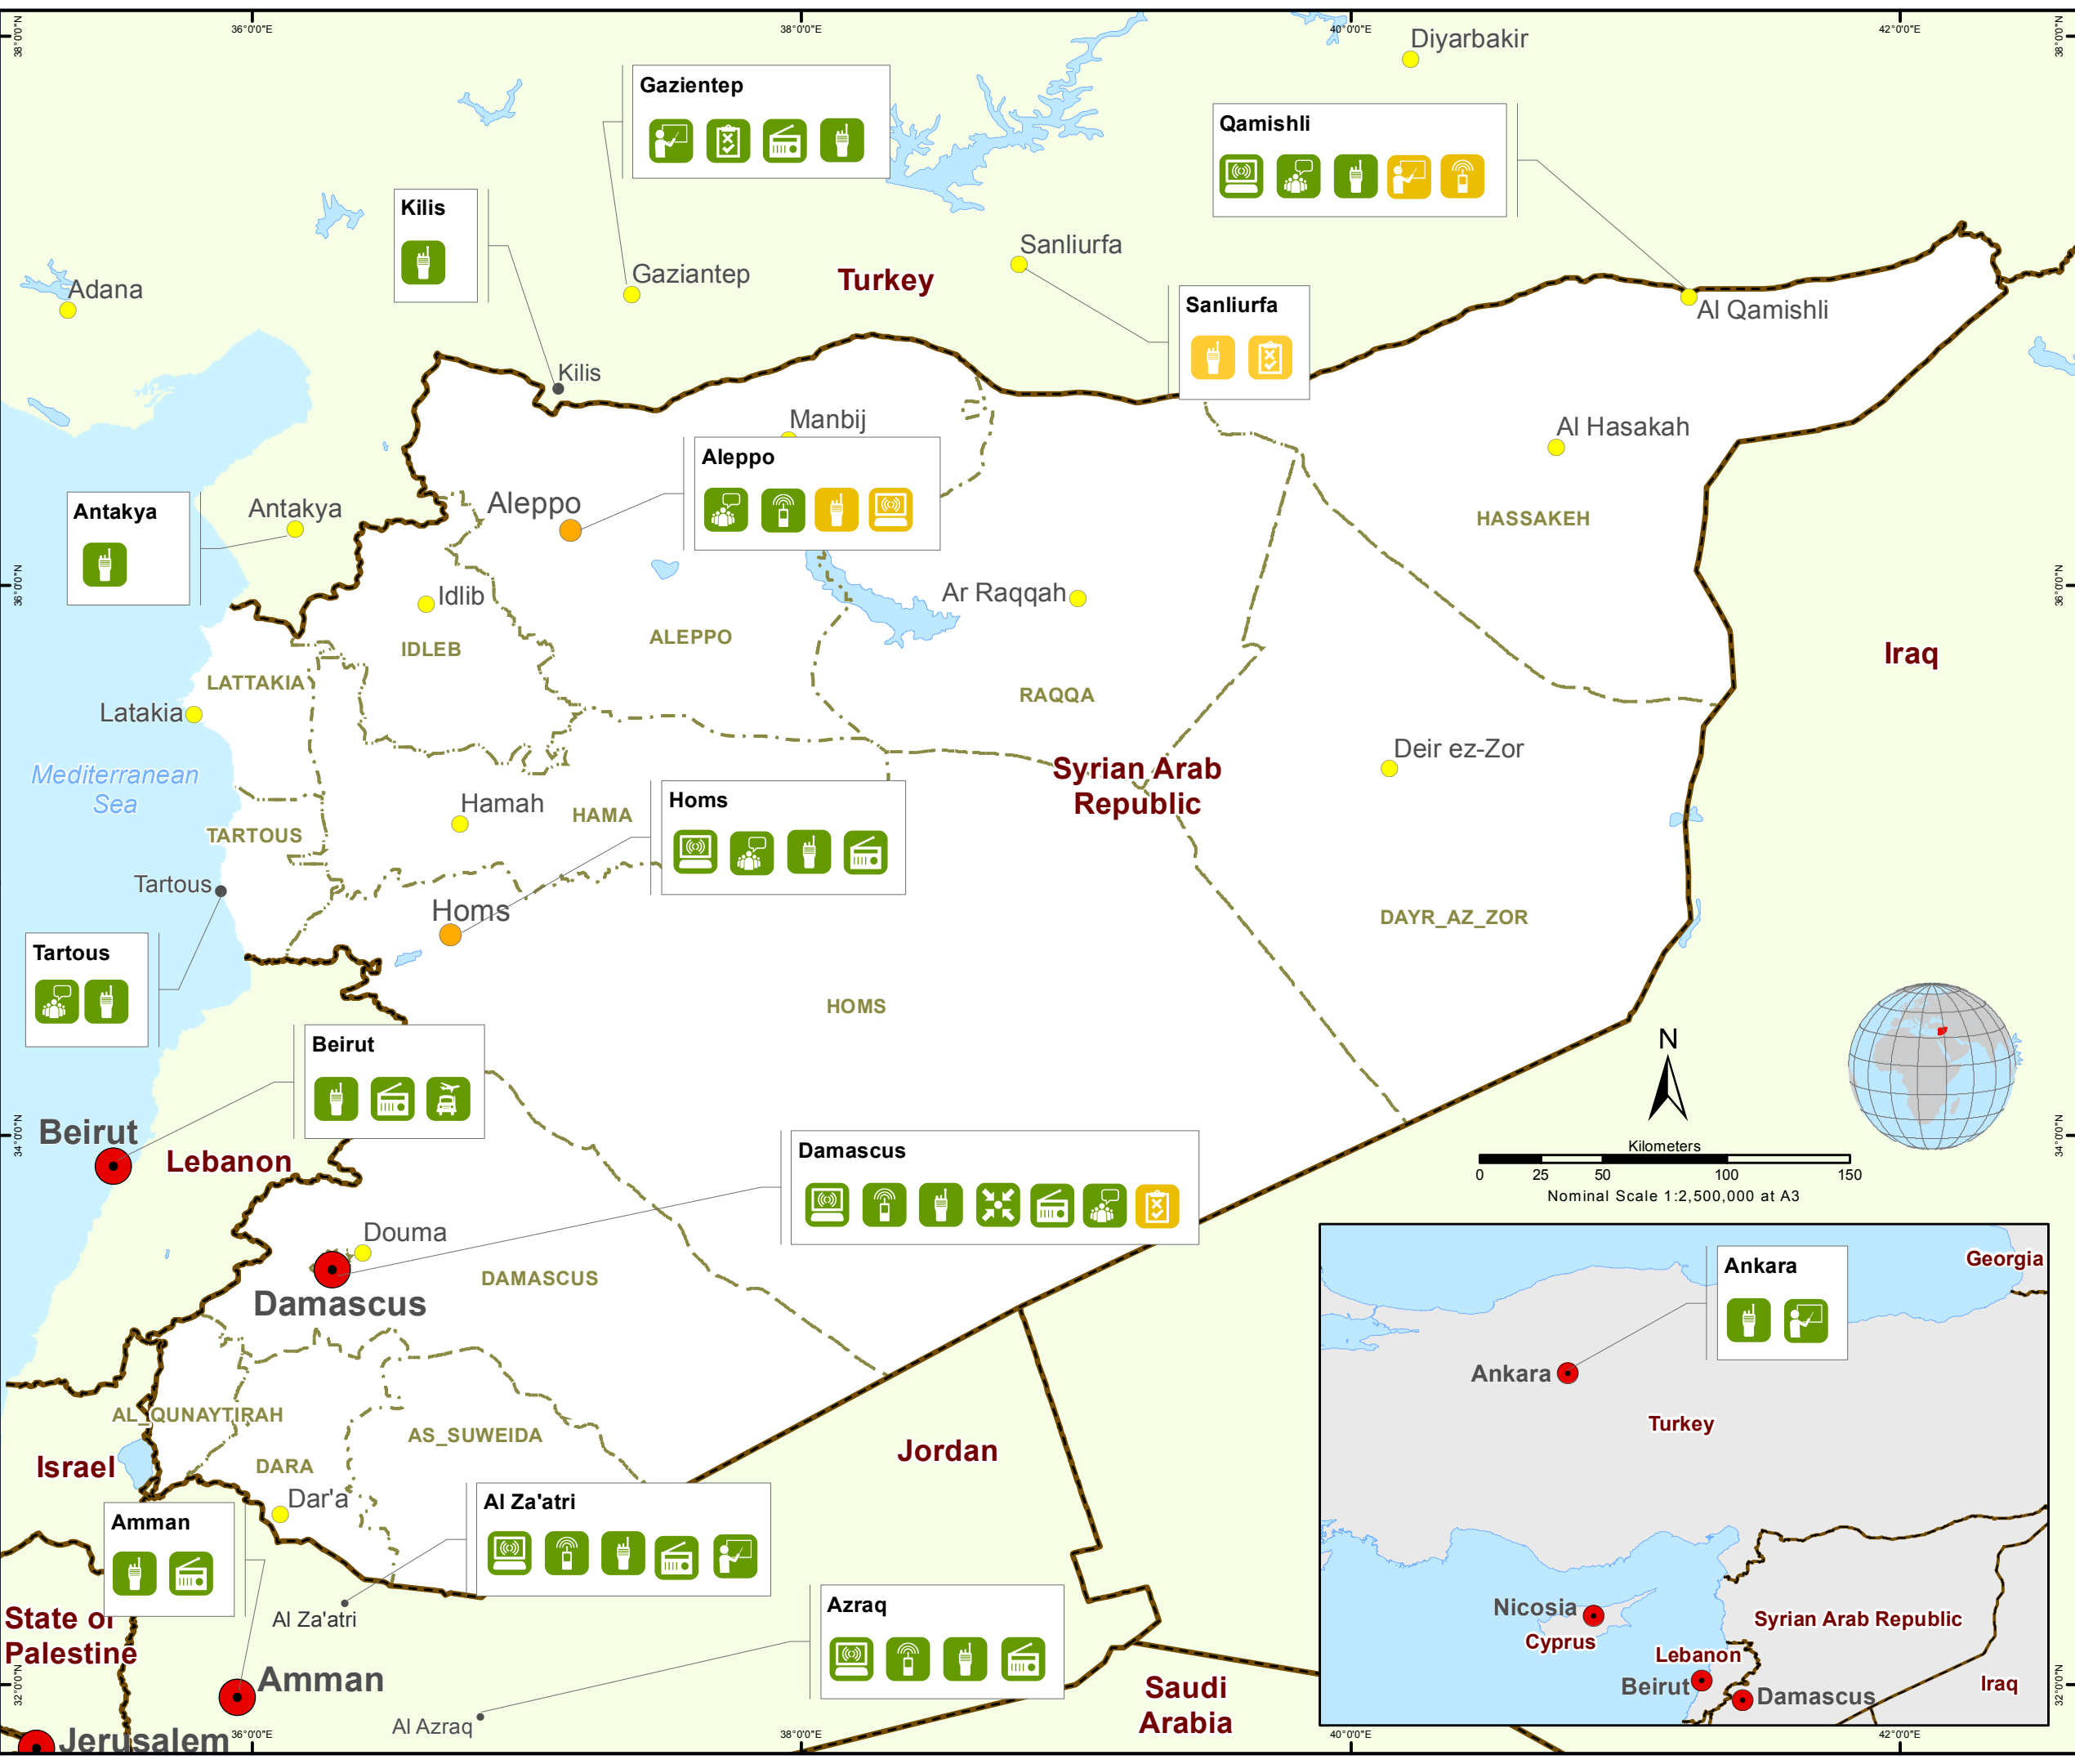 36°0'0"E
38°0'0"E
40°0'0"E
42°0'0"E
38°0'0"N
38°0'0"N
Diyarbakir
Gazientep
Qamishli
Kilis
Sanliurfa
Gaziantep
Turkey
Adana
Sanliurfa
Al Qamishli
Kilis
Manbij
Al Hasakah
Aleppo
Antakya
Antakya
Aleppo
HASSAKEH
36°0'0"N
36°0'0"N
Idlib
Ar Raqqah
ALEPPO
IDLEB
Iraq
LATTAKIA
RAQQA
Latakia
Deir ez-Zor
Mediterranean
Sea
Syrian Arab
Republic
Hamah
HAMA
Homs
TARTOUS
Tartous
Homs
DAYR_AZ_ZOR
Tartous
HOMS
Beirut
N
Beirut
34°0'0"N
34°0'0"N
Lebanon
Damascus
Kilometers
0 25 50 100 150
Nominal Scale 1:2,500,000 at A3
Douma
DAMASCUS
Damascus
Ankara
Georgia
Ankara
Turkey
AL_QUNAYTIRAH
AS_SUWEIDA
Jordan
Israel
DARA
Dar'a
Al Za'atri
Amman
Al Za'atri
State of
Palestine
Azraq
Nicosia
Cyprus
Syrian Arab Republic
Lebanon
Beirut
Damascus
Iraq
Amman
Saudi
Arabia
32°0'0"N
32°0'0"N
Al Azraq
Jerusalem
36°0'0"E
38°0'0"E
40°0'0"E
42°0'0"E